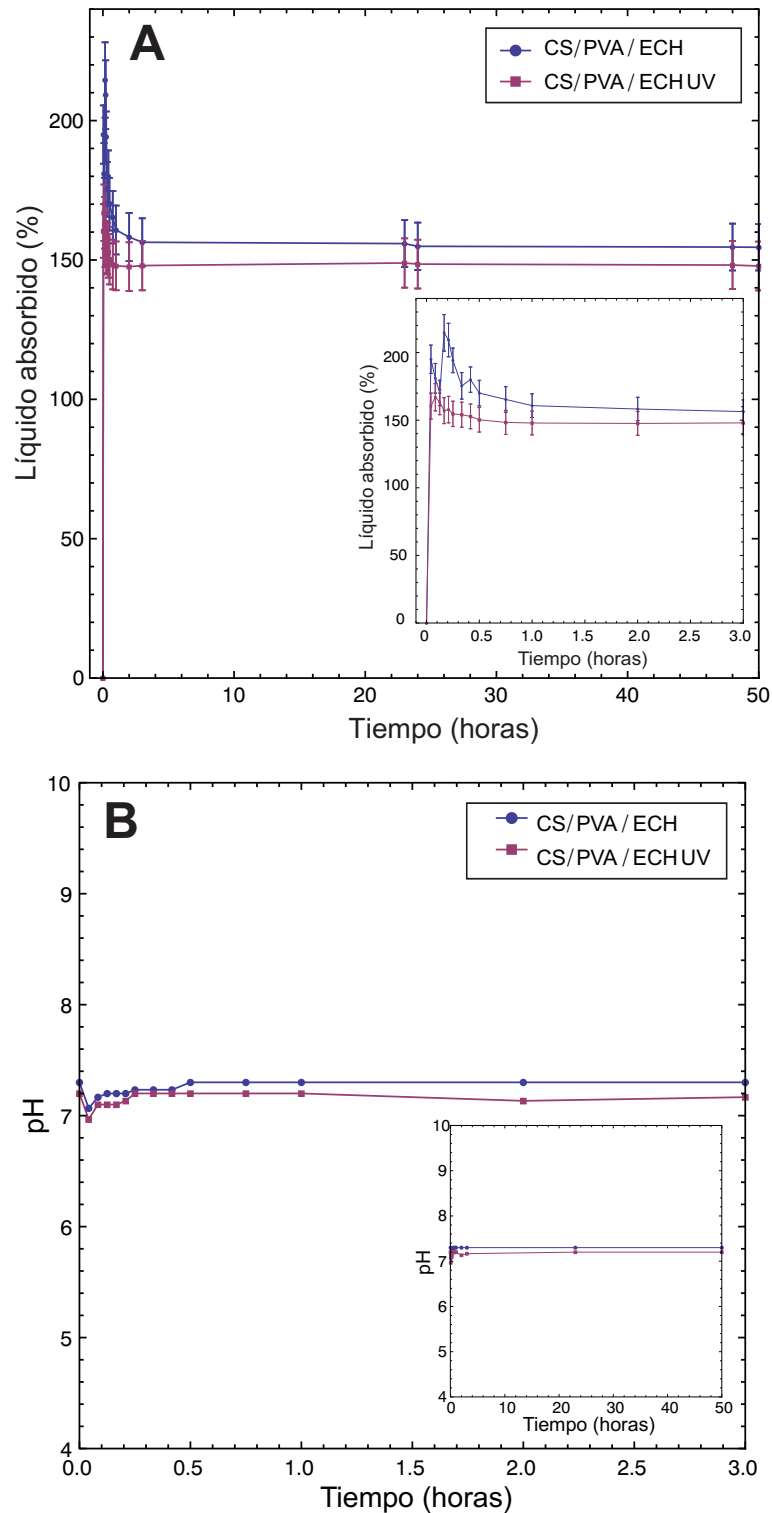 A
CS/PVA/ECH
CS/PVA/ECHUV
Líquido absorbido (%)
200
150
100
50
0
0 10 20 30 40 50
Tiempo (horas)
Líquido absorbido (%)
200
150
100
50
0
0 0.5 1.0 1.5 2.0 2.5 3.0
Tiempo (horas)
B
CS/PVA/ECH
CS/PVA/ECHUV
pH
10
9
8
7
6
5
4
0.0 0.5 1.0 1.5 2.0 2.5 3.0
Tiempo (horas)
pH
10
9
8
7
6
5
4
0 10 20 30 40 50
Tiempo (horas)